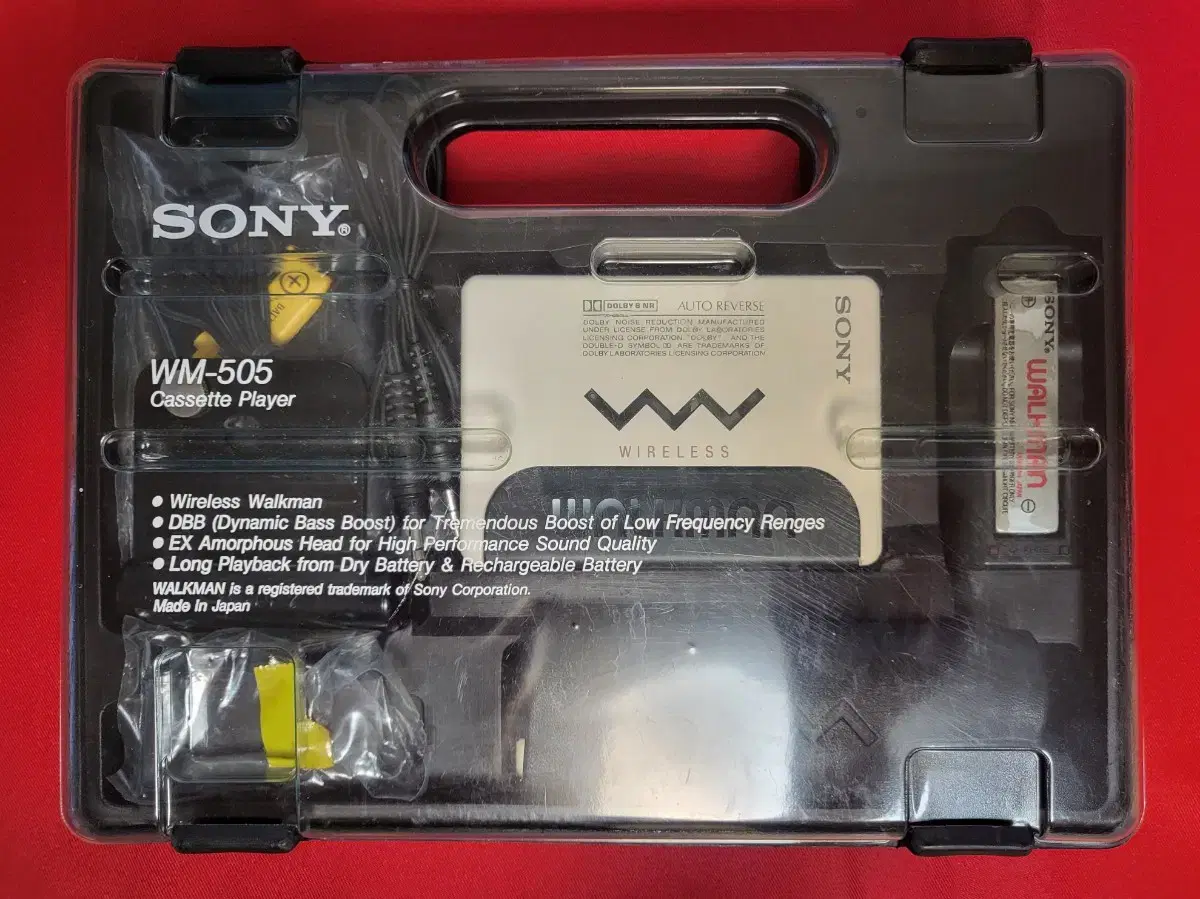 SONY®
WM-505
Cassette Player
● Wireless Walkman
● DBB (Dynamic Bass Boost) for Tremendous Boost of Low Frequency Renges
● EX Amorphous Head for High Performance Sound Quality
● Long Playback from Dry Battery & Rechargeable Battery
WALKMAN is a registered trademark of Sony Corporation.
Made in Japan
DOLBY B NR AUTO REVERSE
DOLBY NOISE REDUCTION MANUFACTURED
UNDER LICENSE FROM DOLBY LABORATORIES
LICENSING CORPORATION. "DOLBY" AND THE
DOUBLE-D SYMBOL ARE TRADEMARKS OF
DOLBY LABORATORIES LICENSING CORPORATION.
SONY
WIRELESS
WALKMAN
SONY®
WALKMAN